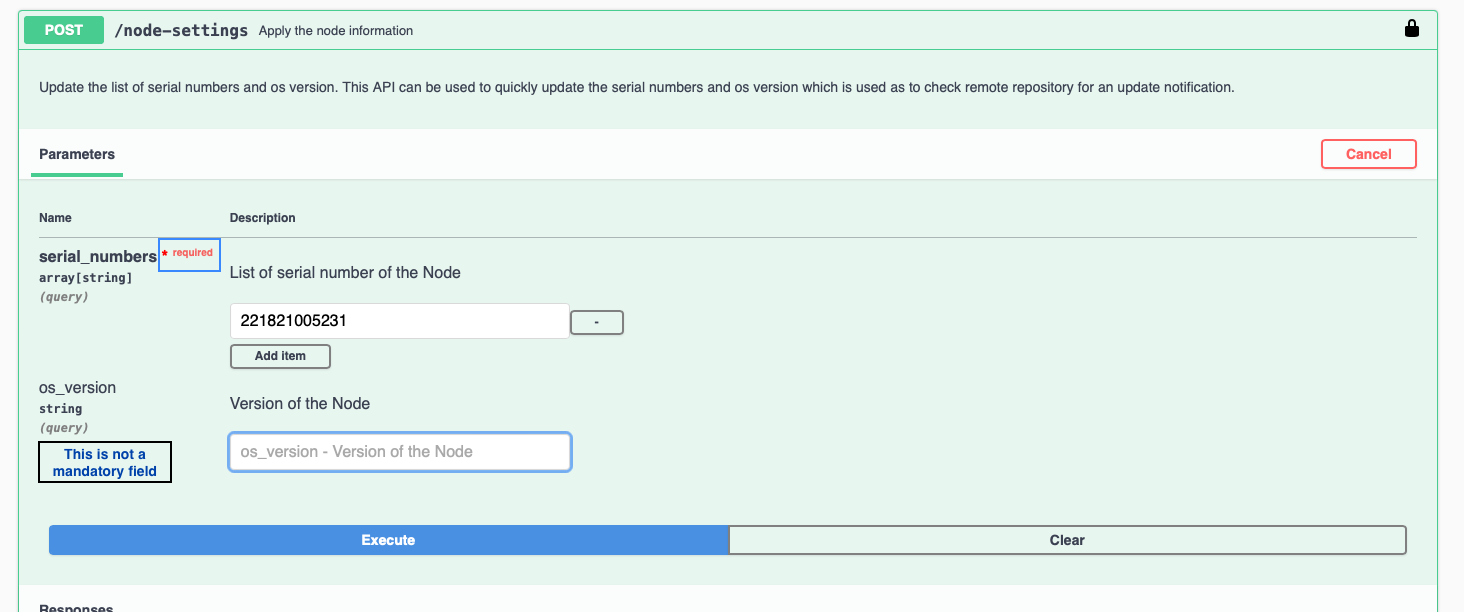 POST /node-settings Apply the node information
Update the list of serial numbers and os version. This API can be used to quickly update the serial numbers and os version which is used as to check remote repository for an update notification.
Parameters
Cancel
Name Description
serial_numbers * required
array[string]
(query)
List of serial number of the Node
221821005231 -
Add item
os_version
string
(query)
This is not a
mandatory field
Version of the Node
os_version - Version of the Node
Execute Clear
Responses